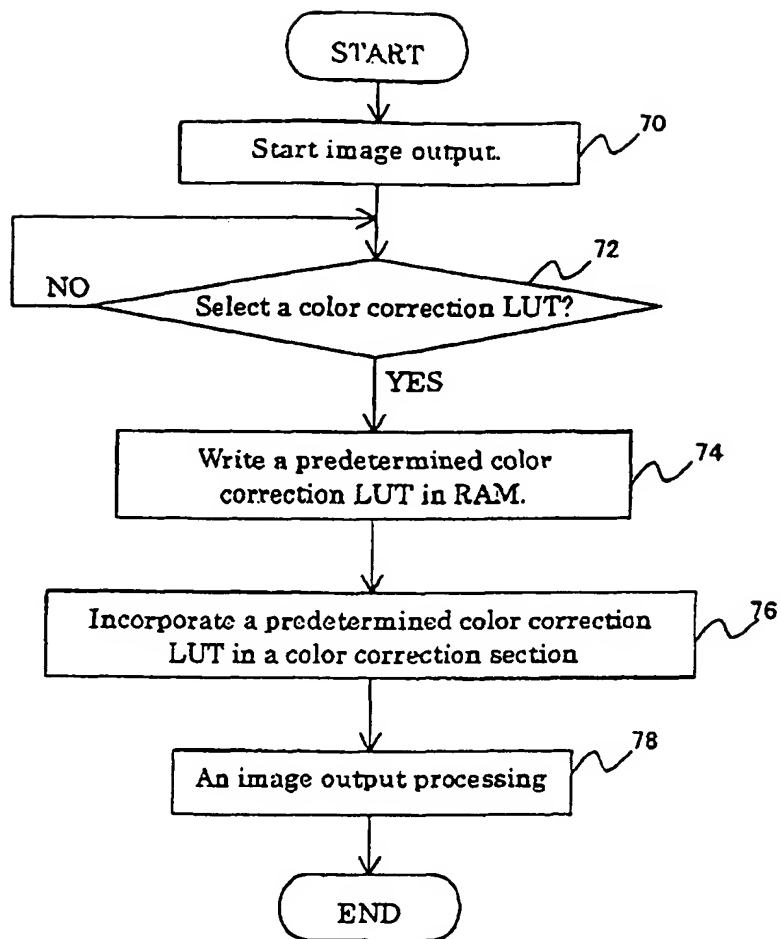 START
Start image output.
70
72
NO
Select a color correction LUT?
YES
Write a predetermined color
correction LUT in RAM.
74
Incorporate a predetermined color correction
LUT in a color correction section
76
An image output processing
78
END